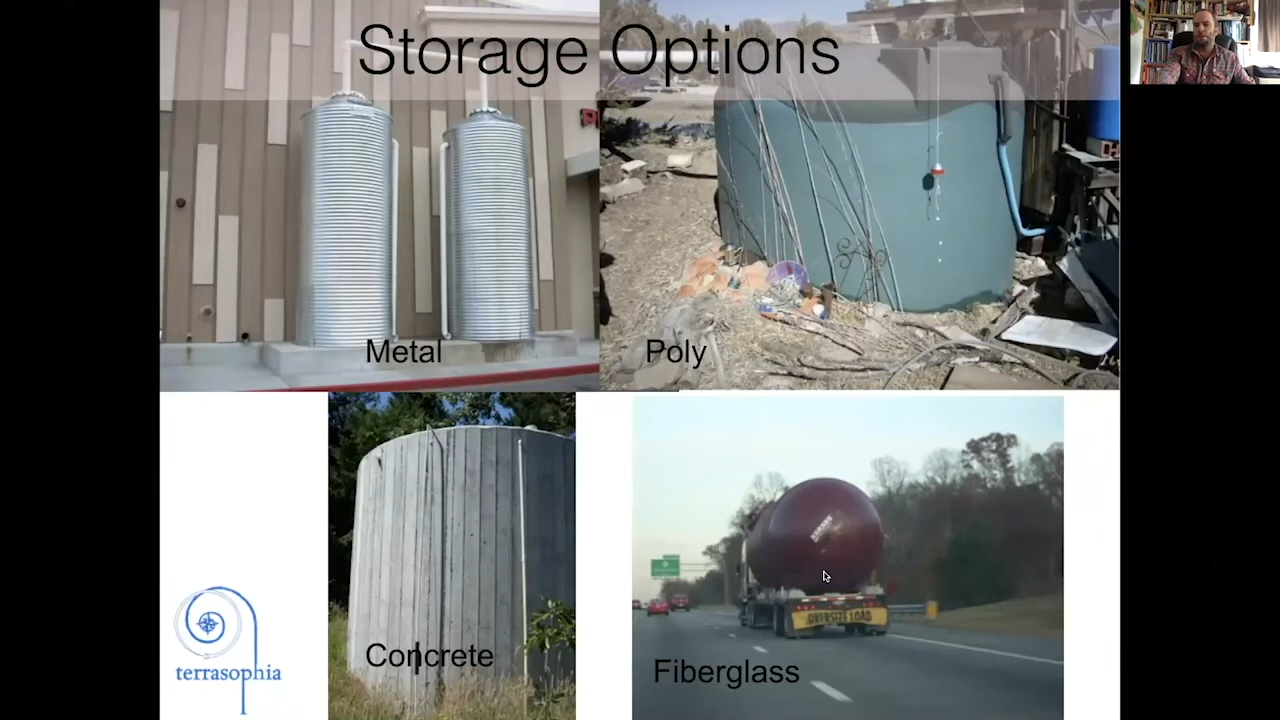 Storage Options
Metal
Poly
Concrete
Fiberglass
OVERSIZE LOAD
terrasophia